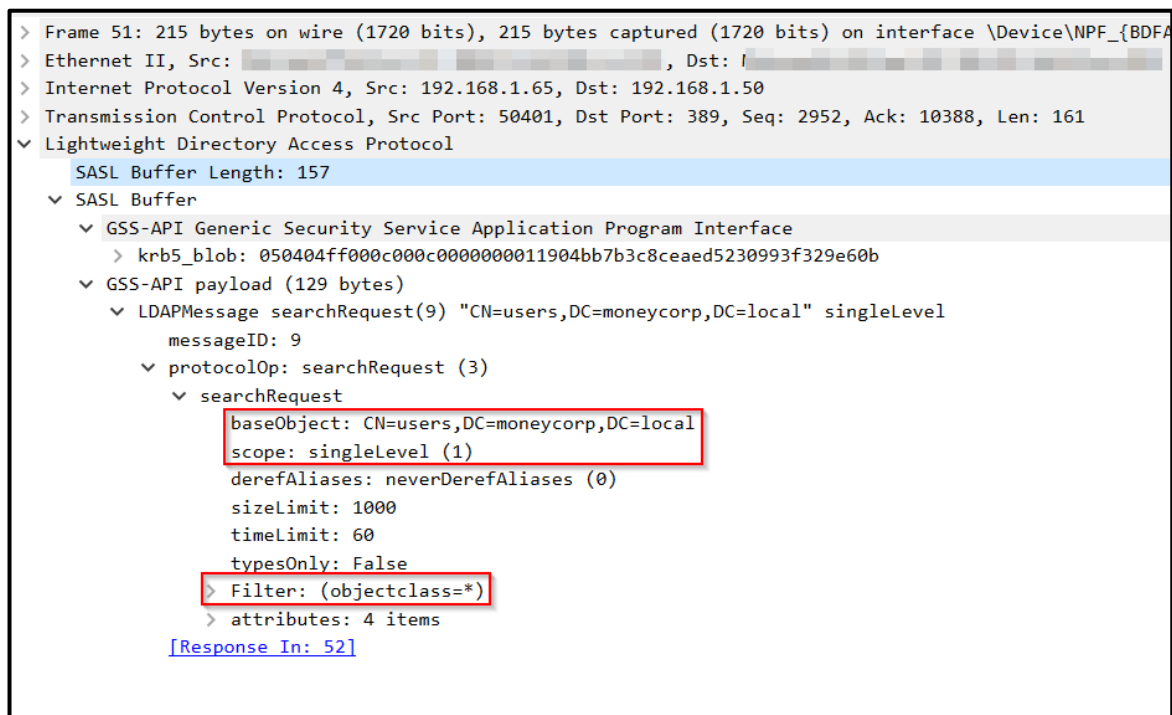 > Frame 51: 215 bytes on wire (1720 bits), 215 bytes captured (1720 bits) on interface \Device\NPF_{BDFA
> Ethernet II, Src: , Dst:
> Internet Protocol Version 4, Src: 192.168.1.65, Dst: 192.168.1.50
> Transmission Control Protocol, Src Port: 50401, Dst Port: 389, Seq: 2952, Ack: 10388, Len: 161
Lightweight Directory Access Protocol
SASL Buffer Length: 157
SASL Buffer
GSS-API Generic Security Service Application Program Interface
> krb5_blob: 050404ff000c000c0000000011904bb7b3c8ceaed5230993f329e60b
GSS-API payload (129 bytes)
LDAPMessage searchRequest(9) "CN=users,DC=moneycorp,DC=local" singleLevel
messageID: 9
protocolOp: searchRequest (3)
searchRequest
baseObject: CN=users,DC=moneycorp,DC=local
scope: singleLevel (1)
derefAliases: neverDerefAliases (0)
sizeLimit: 1000
timeLimit: 60
typesOnly: False
> Filter: (objectclass=*)
> attributes: 4 items
[Response In: 52]